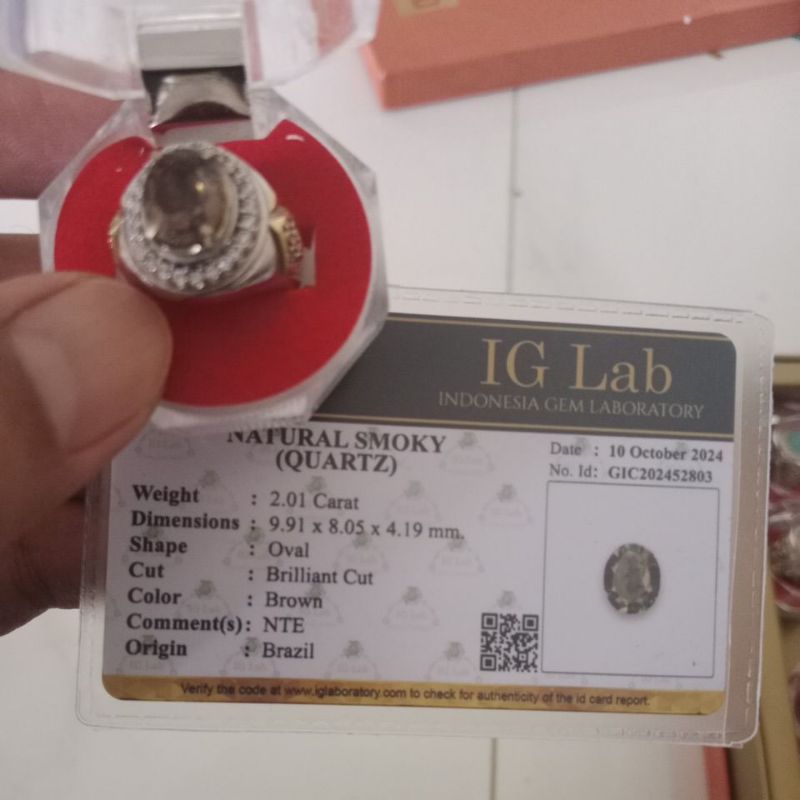 IG Lab
INDONESIA GEM LABORATORY
NATURAL SMOKY
(QUARTZ)
Date : 10 October 2024
No. Id: GIC202452803
Weight : 2.01 Carat
Dimensions : 9.91 x 8.05 x 4.19 mm.
Shape : Oval
Cut : Brilliant Cut
Color : Brown
Comment(s): NTE
Origin : Brazil
Verify the code at www.iglaboratory.com to check for authenticity of the id card report.